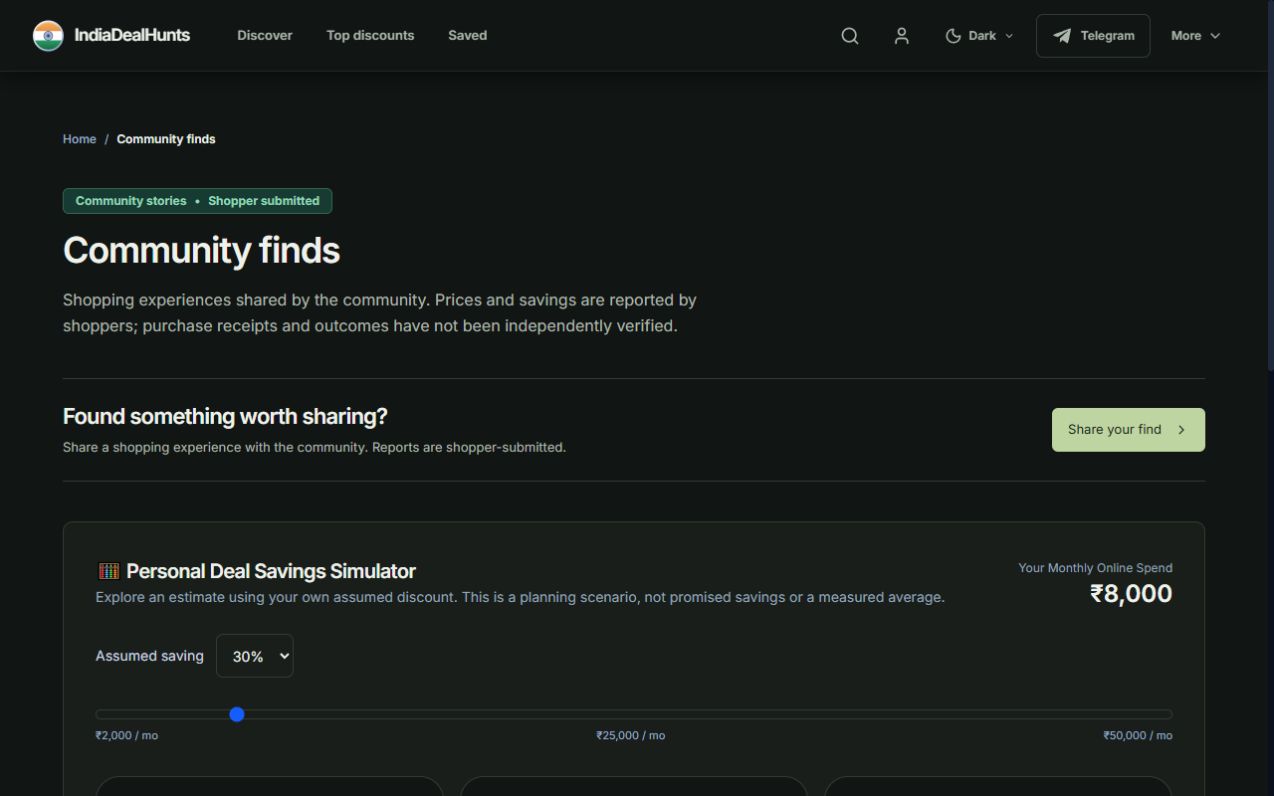 IndiaDealHunts
Discover
Top discounts
Saved
Dark
Telegram
More
Home / Community finds
Community stories • Shopper submitted
Community finds
Shopping experiences shared by the community. Prices and savings are reported by
shoppers; purchase receipts and outcomes have not been independently verified.
Found something worth sharing?
Share a shopping experience with the community. Reports are shopper-submitted.
Share your find
Personal Deal Savings Simulator
Explore an estimate using your own assumed discount. This is a planning scenario, not promised savings or a measured average.
Your Monthly Online Spend
₹8,000
Assumed saving
30%
₹2,000 / mo
₹25,000 / mo
₹50,000 / mo